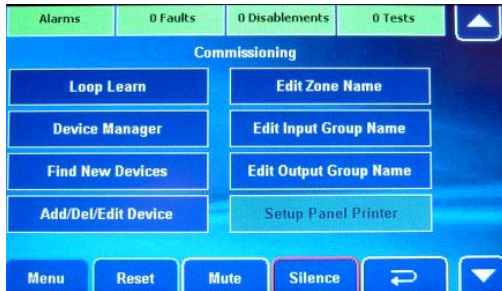 Alarms 0 Faults 0 Disablements 0 Tests
Commissioning
Loop Learn Edit Zone Name
Device Manager Edit Input Group Name
Find New Devices Edit Output Group Name
Add/Del/Edit Device Setup Panel Printer
Menu Reset Mute Silence